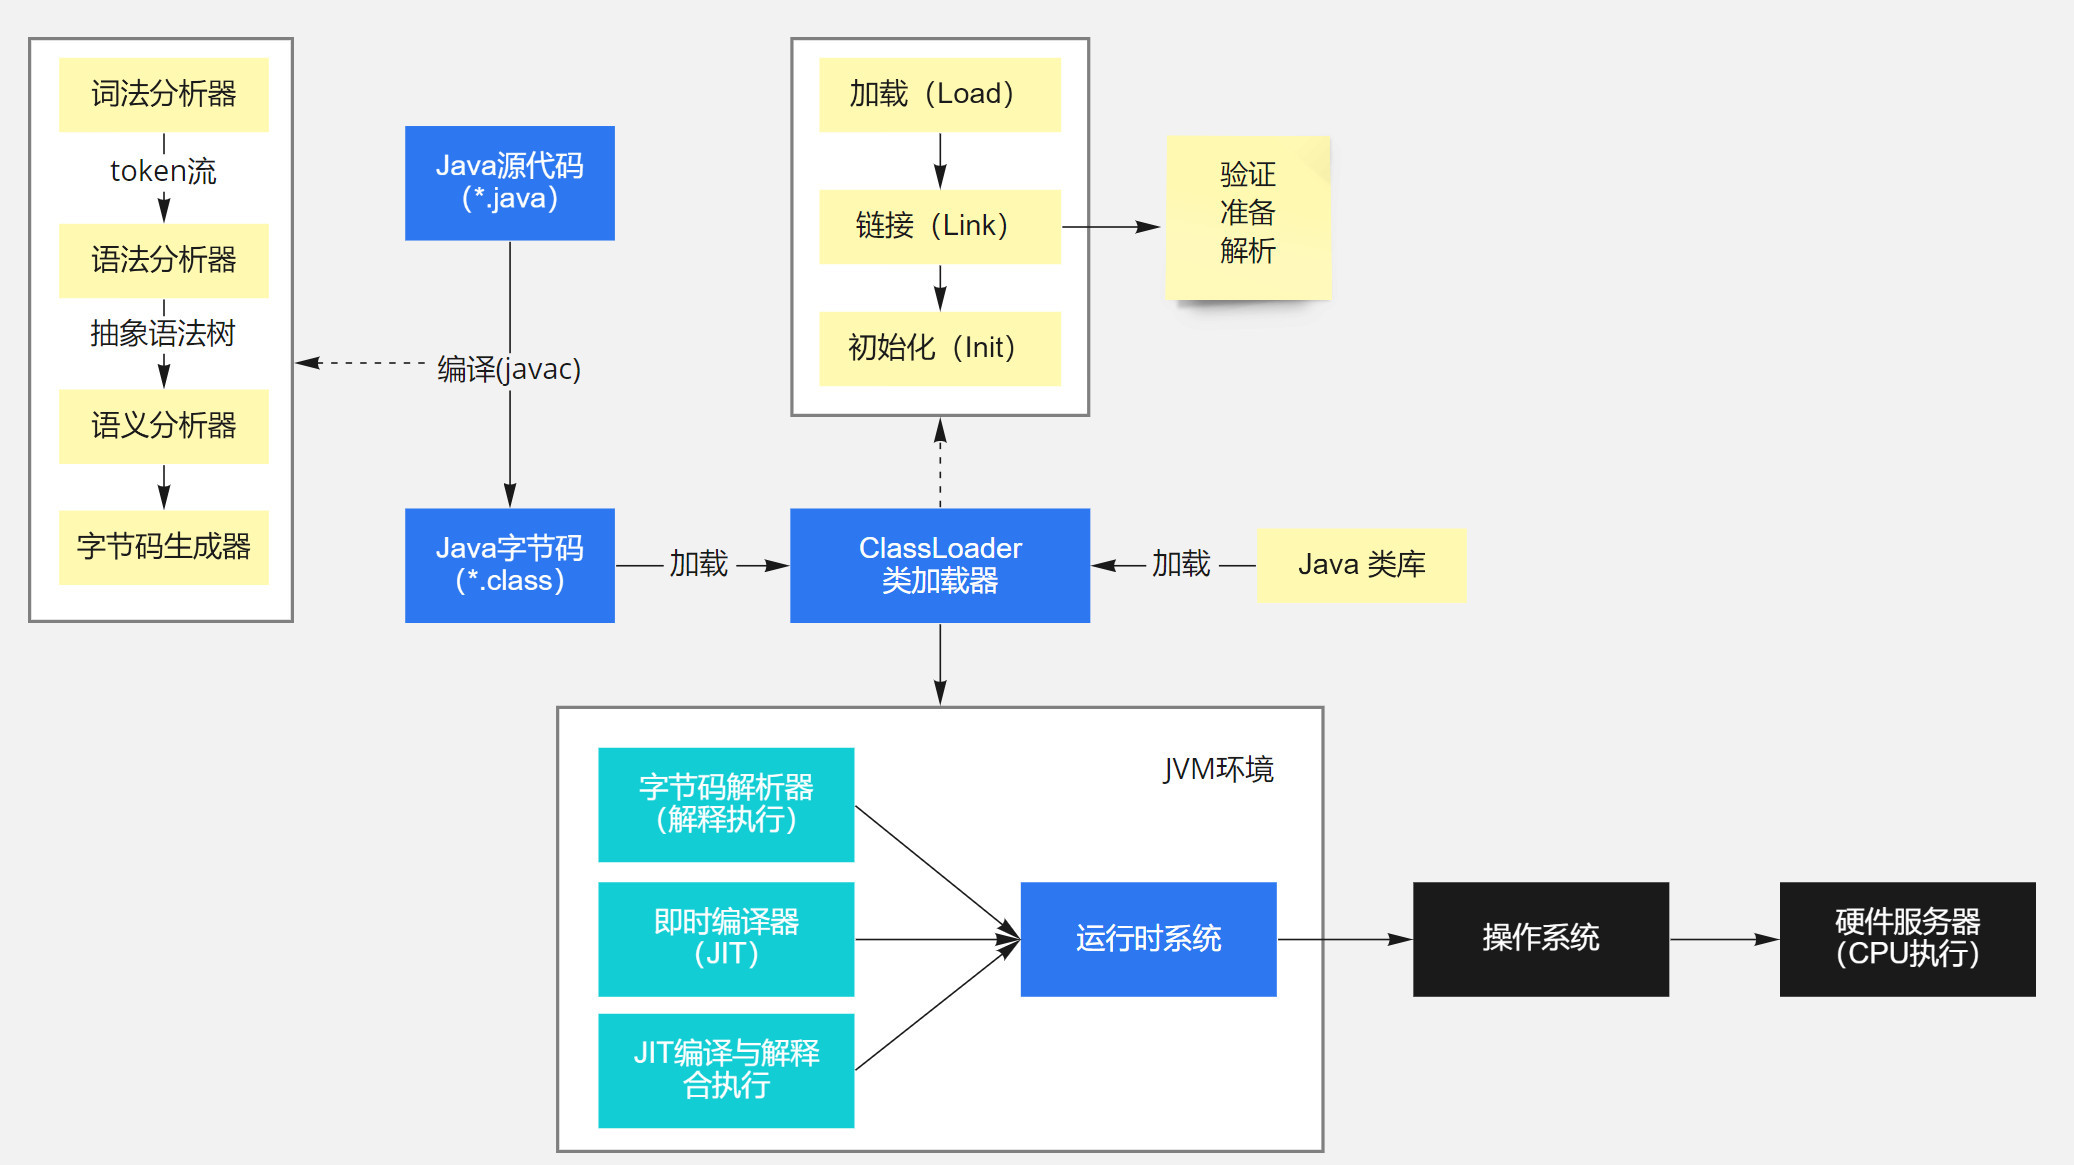 词法分析器
token流
语法分析器
抽象语法树
语义分析器
字节码生成器
Java源代码
（*.java）
编译(javac)
Java字节码
（*.class）
加载
加载（Load）
链接（Link）
初始化（Init）
验证
准备
解析
ClassLoader
类加载器
加载
Java 类库
JVM环境
字节码解析器
（解释执行）
即时编译器
（JIT）
JIT编译与解释
合执行
运行时系统
操作系统
硬件服务器
（CPU执行）